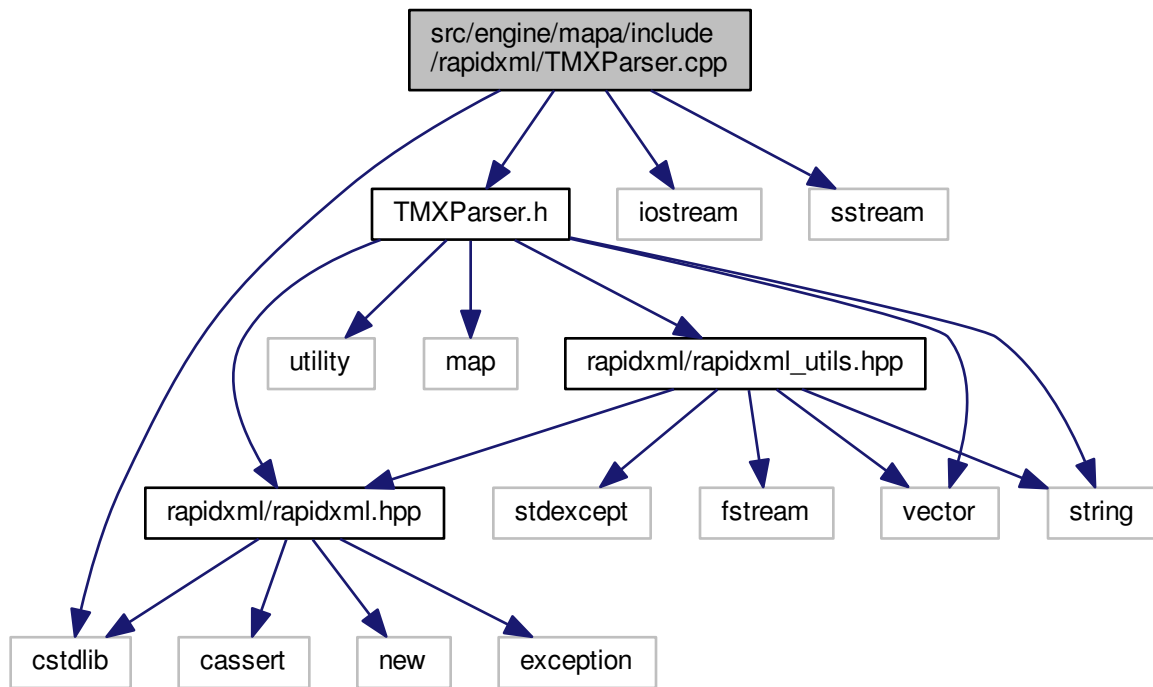 src/engine/mapa/include
/rapidxml/TMXParser.cpp
TMXParser.h
iostream
sstream
utility
map
rapidxml/rapidxml_utils.hpp
rapidxml/rapidxml.hpp
stdexcept
fstream
vector
string
cstdlib
cassert
new
exception